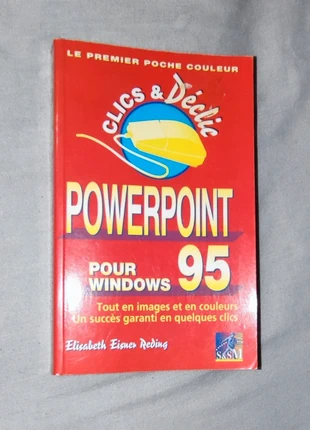 LE PREMIER POCHE COULEUR
CLICS & Déclic
POWERPOINT
POUR WINDOWS 95
Tout en images et en couleurs
Un succès garanti en quelques clics
Elisabeth Eisner Reding